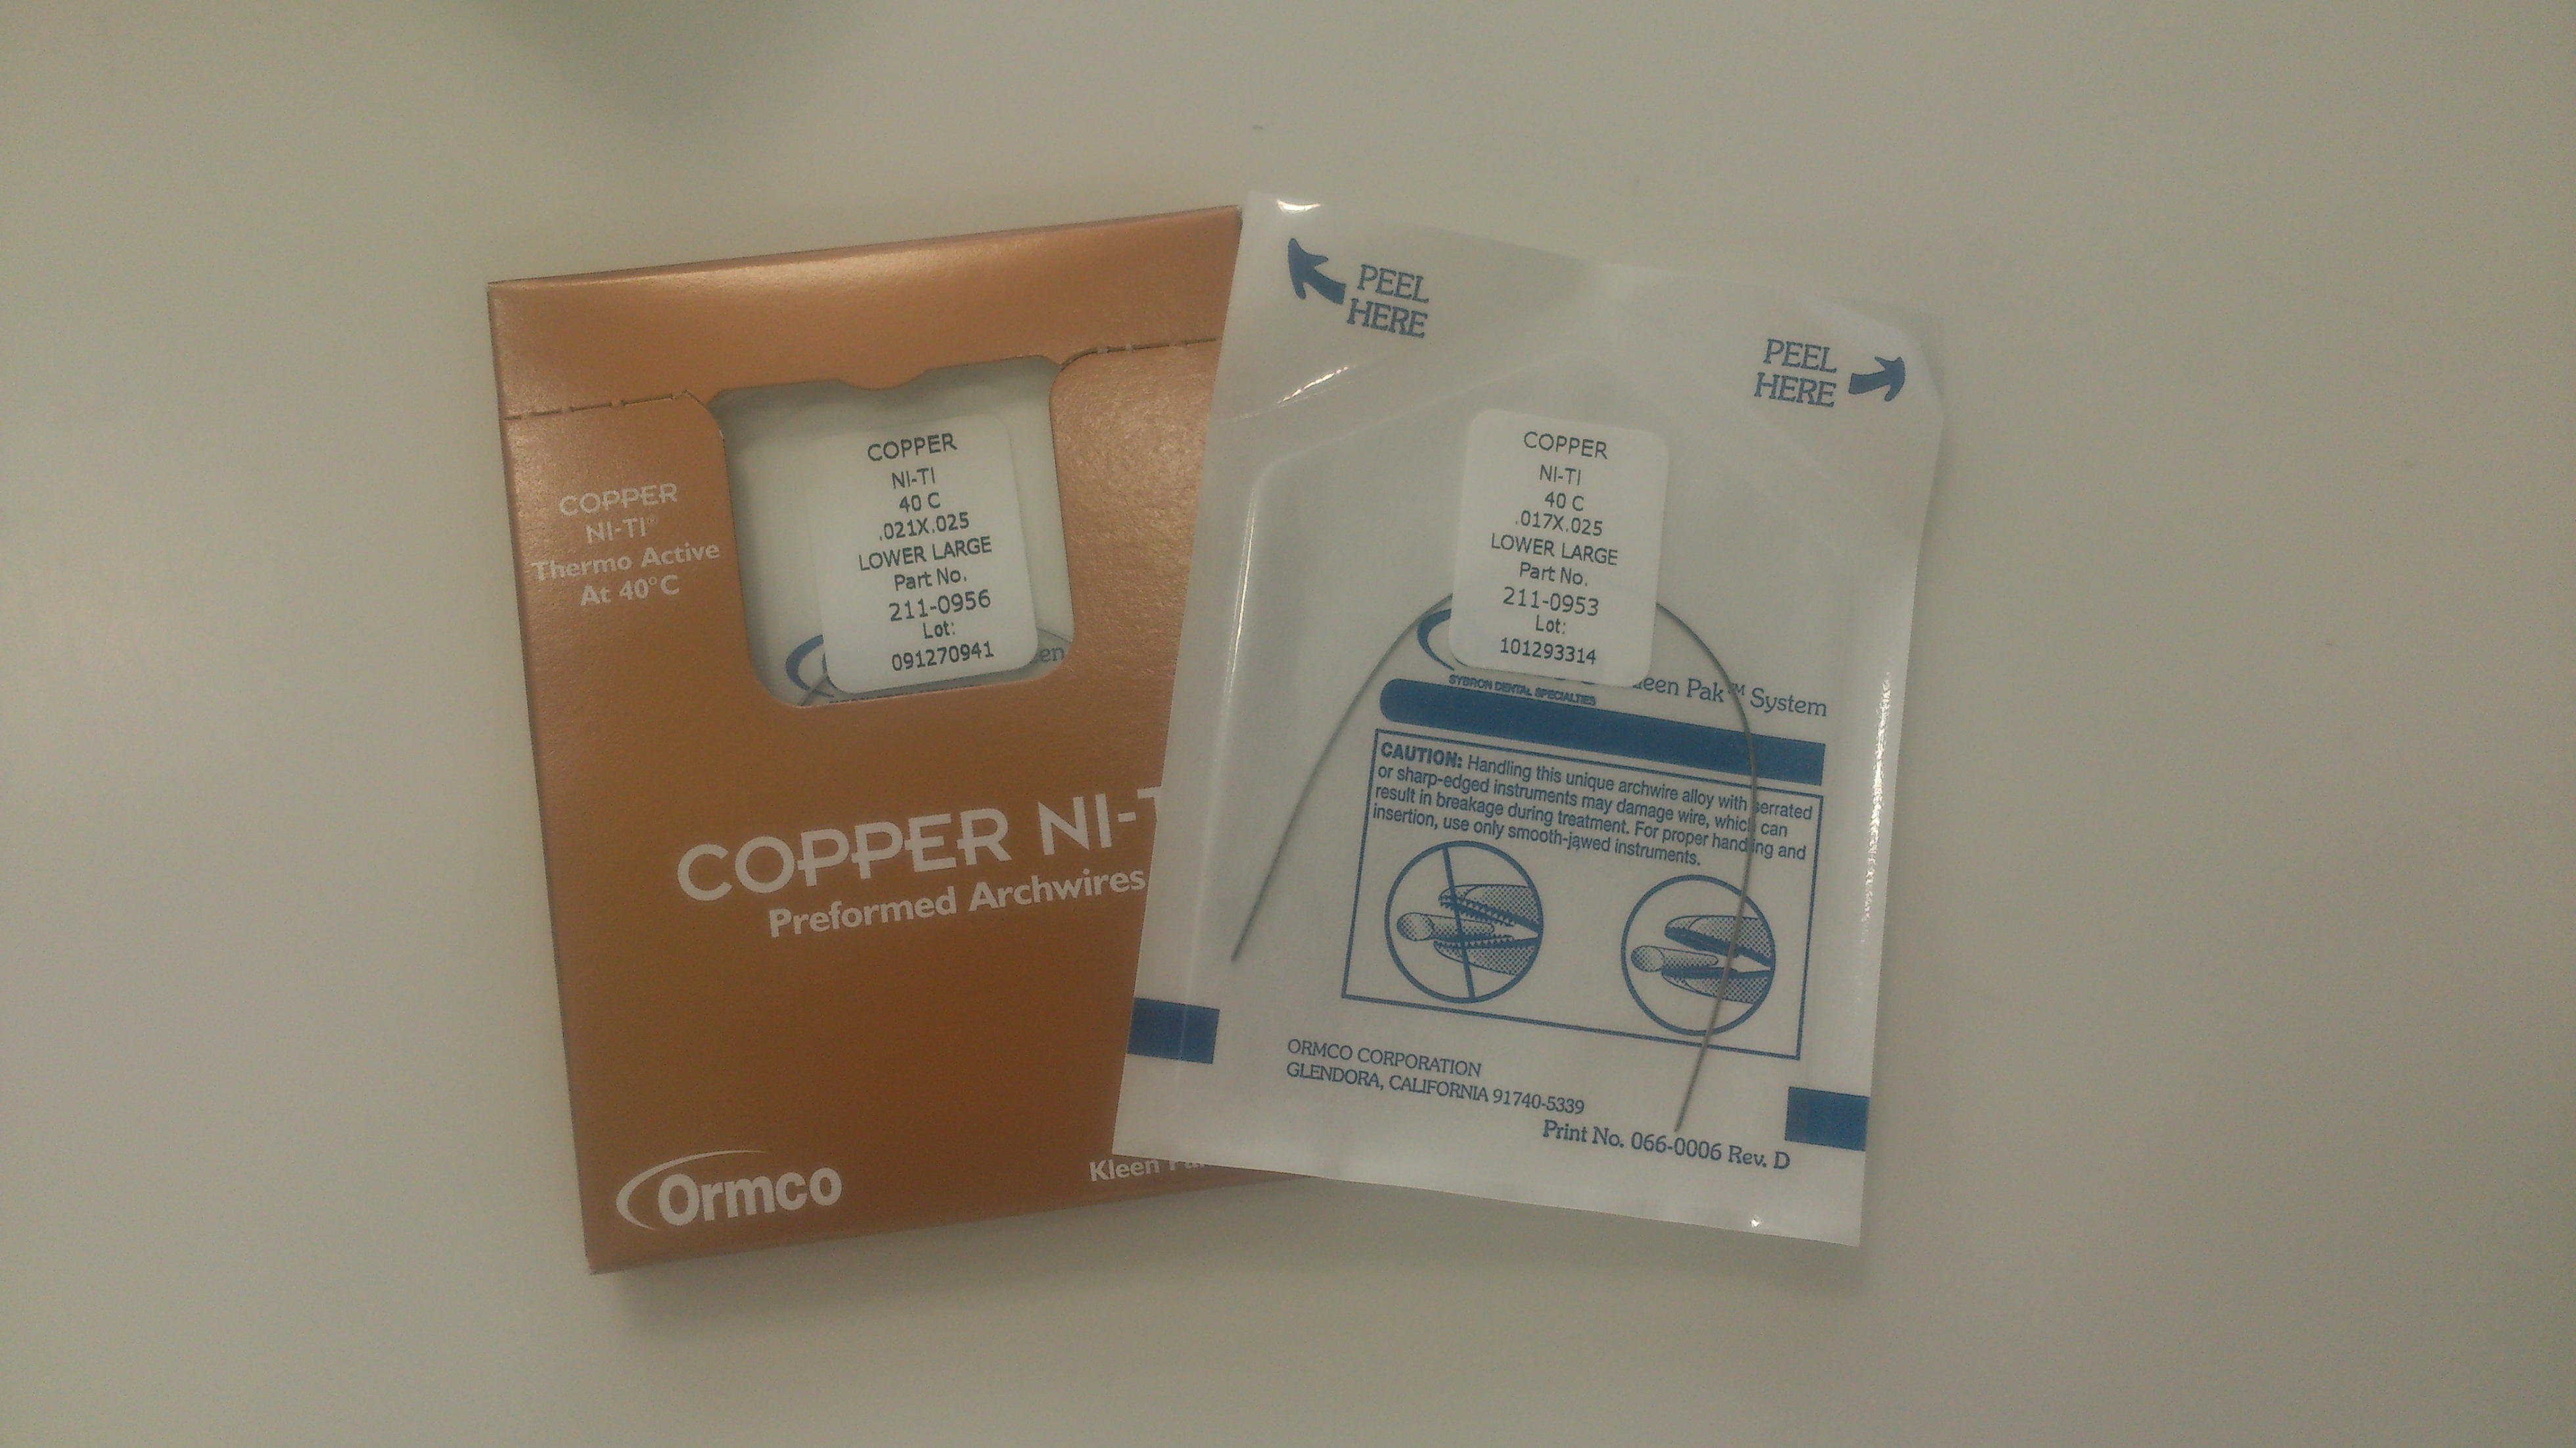 COPPER
NI-TI®
Thermo Active
At 40°C
COPPER
NI-TI
40 C
.021X.025
LOWER LARGE
Part No.
211-0956
Lot:
091270941
en
COPPER NI-T
Preformed Archwires
Ormco
Kleen
PEEL
HERE
PEEL
HERE
COPPER
NI-TI
40 C
.017X.025
LOWER LARGE
Part No.
211-0953
Lot:
101293314
leen Pak™ System
SYBRON DENTAL SPECIALTIES
CAUTION: Handling this unique archwire alloy with serrated
or sharp-edged instruments may damage wire, which can
result in breakage during treatment. For proper handling and
insertion, use only smooth-jawed instruments.
ORMCO CORPORATION
GLENDORA, CALIFORNIA 91740-5339
Print No. 066-0006 Rev. D